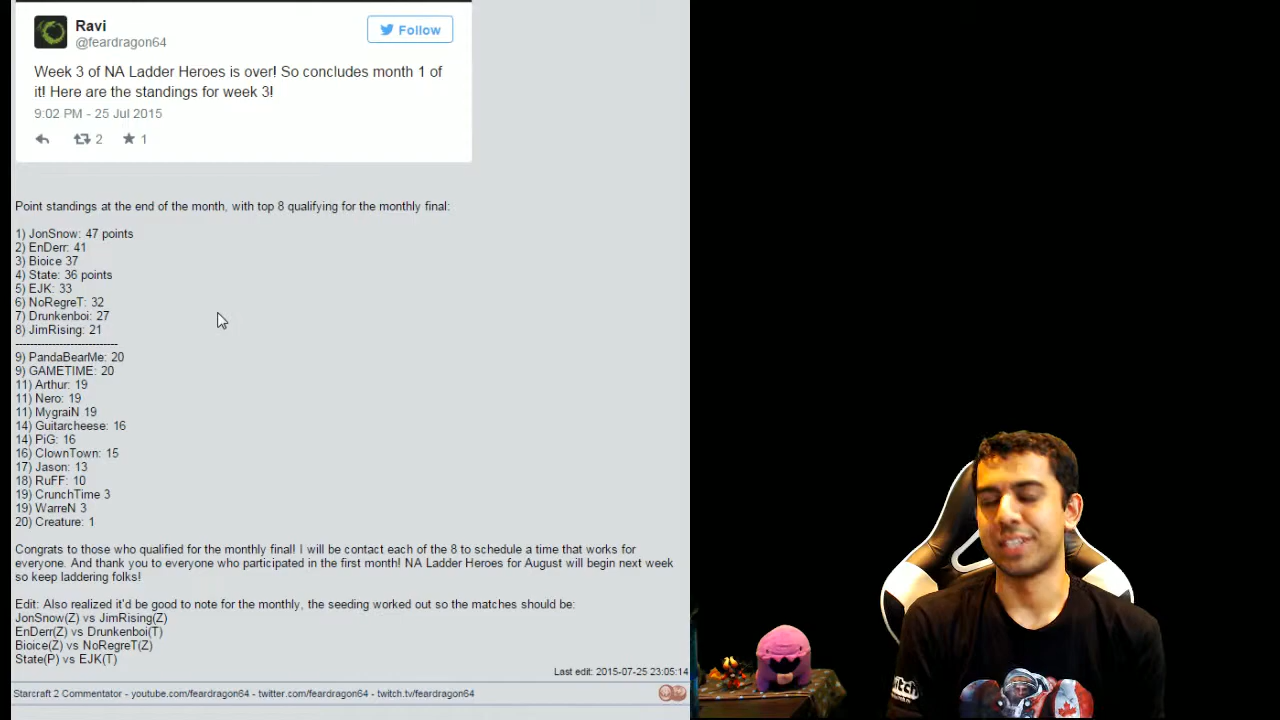 Ravi
@feardragon64
Follow
Week 3 of NA Ladder Heroes is over! So concludes month 1 of
it! Here are the standings for week 3!
9:02 PM - 25 Jul 2015
2 1
Point standings at the end of the month, with top 8 qualifying for the monthly final:
1) JonSnow: 47 points
2) EnDerr: 41
3) Bioice 37
4) State: 36 points
5) EJK: 33
6) NoRegreT: 32
7) Drunkenboi: 27
8) JimRising: 21
----------------------------
9) PandaBearMe: 20
9) GAMETIME: 20
11) Arthur: 19
11) Nero: 19
11) MygraiN 19
14) Guitarcheese: 16
14) PiG: 16
16) ClownTown: 15
17) Jason: 13
18) RuFF: 10
19) CrunchTime 3
19) WarreN 3
20) Creature: 1
Congrats to those who qualified for the monthly final! I will be contact each of the 8 to schedule a time that works for
everyone. And thank you to everyone who participated in the first month! NA Ladder Heroes for August will begin next week
so keep laddering folks!
Edit: Also realized it'd be good to note for the monthly, the seeding worked out so the matches should be:
JonSnow(Z) vs JimRising(Z)
EnDerr(Z) vs Drunkenboi(T)
Bioice(Z) vs NoRegreT(Z)
State(P) vs EJK(T)
Last edit: 2015-07-25 23:05:14
Starcraft 2 Commentator - youtube.com/feardragon64 - twitter.com/feardragon64 - twitch.tv/feardragon64